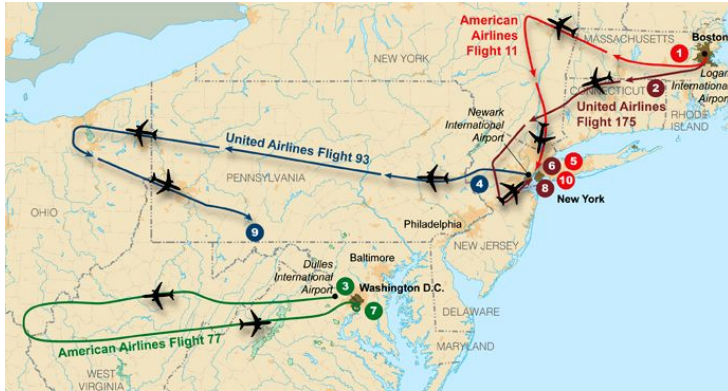 American
Airlines
Flight 11
MASSACHUSETTS
1
Boston
Logan
International
Airport
NEW YORK
2
CONNECTICUT
United Airlines
Flight 175
RHODE
ISLAND
Newark
International
Airport
United Airlines Flight 93
PENNSYLVANIA
4
6
5
8
10
New York
OHIO
9
Philadelphia
NEW JERSEY
Dulles
International
Airport
Baltimore
3
Washington D.C.
7
American Airlines Flight 77
DELAWARE
MARYLAND
WEST
VIRGINIA